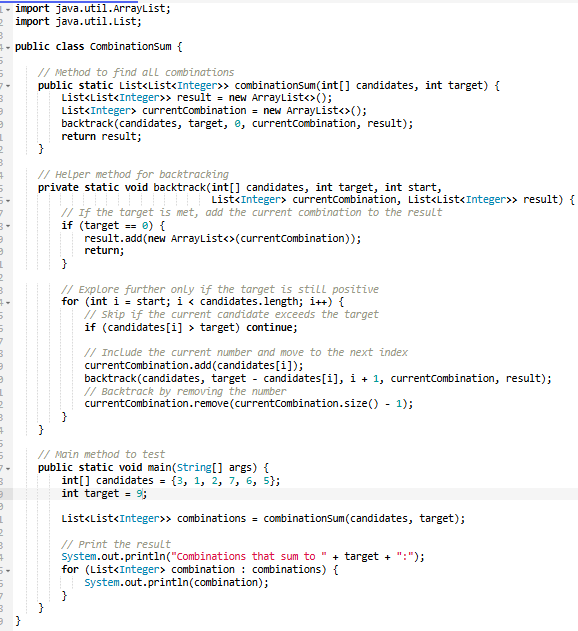 import java.util.ArrayList;
import java.util.List;
public class CombinationSum {
// Method to find all combinations
public static List<List<Integer>> combinationSum(int[] candidates, int target) {
List<List<Integer>> result = new ArrayList<>();
List<Integer> currentCombination = new ArrayList<>();
backtrack(candidates, target, 0, currentCombination, result);
return result;
}
// Helper method for backtracking
private static void backtrack(int[] candidates, int target, int start,
List<Integer> currentCombination, List<List<Integer>> result) {
// If the target is met, add the current combination to the result
if (target == 0) {
result.add(new ArrayList<>(currentCombination));
return;
}
// Explore further only if the target is still positive
for (int i = start; i < candidates.length; i++) {
// Skip if the current candidate exceeds the target
if (candidates[i] > target) continue;
// Include the current number and move to the next index
currentCombination.add(candidates[i]);
backtrack(candidates, target - candidates[i], i + 1, currentCombination, result);
// Backtrack by removing the number
currentCombination.remove(currentCombination.size() - 1);
}
}
// Main method to test
public static void main(String[] args) {
int[] candidates = {3, 1, 2, 7, 6, 5};
int target = 9;
List<List<Integer>> combinations = combinationSum(candidates, target);
// Print the result
System.out.println("Combinations that sum to " + target + ":");
for (List<Integer> combination : combinations) {
System.out.println(combination);
}
}
}